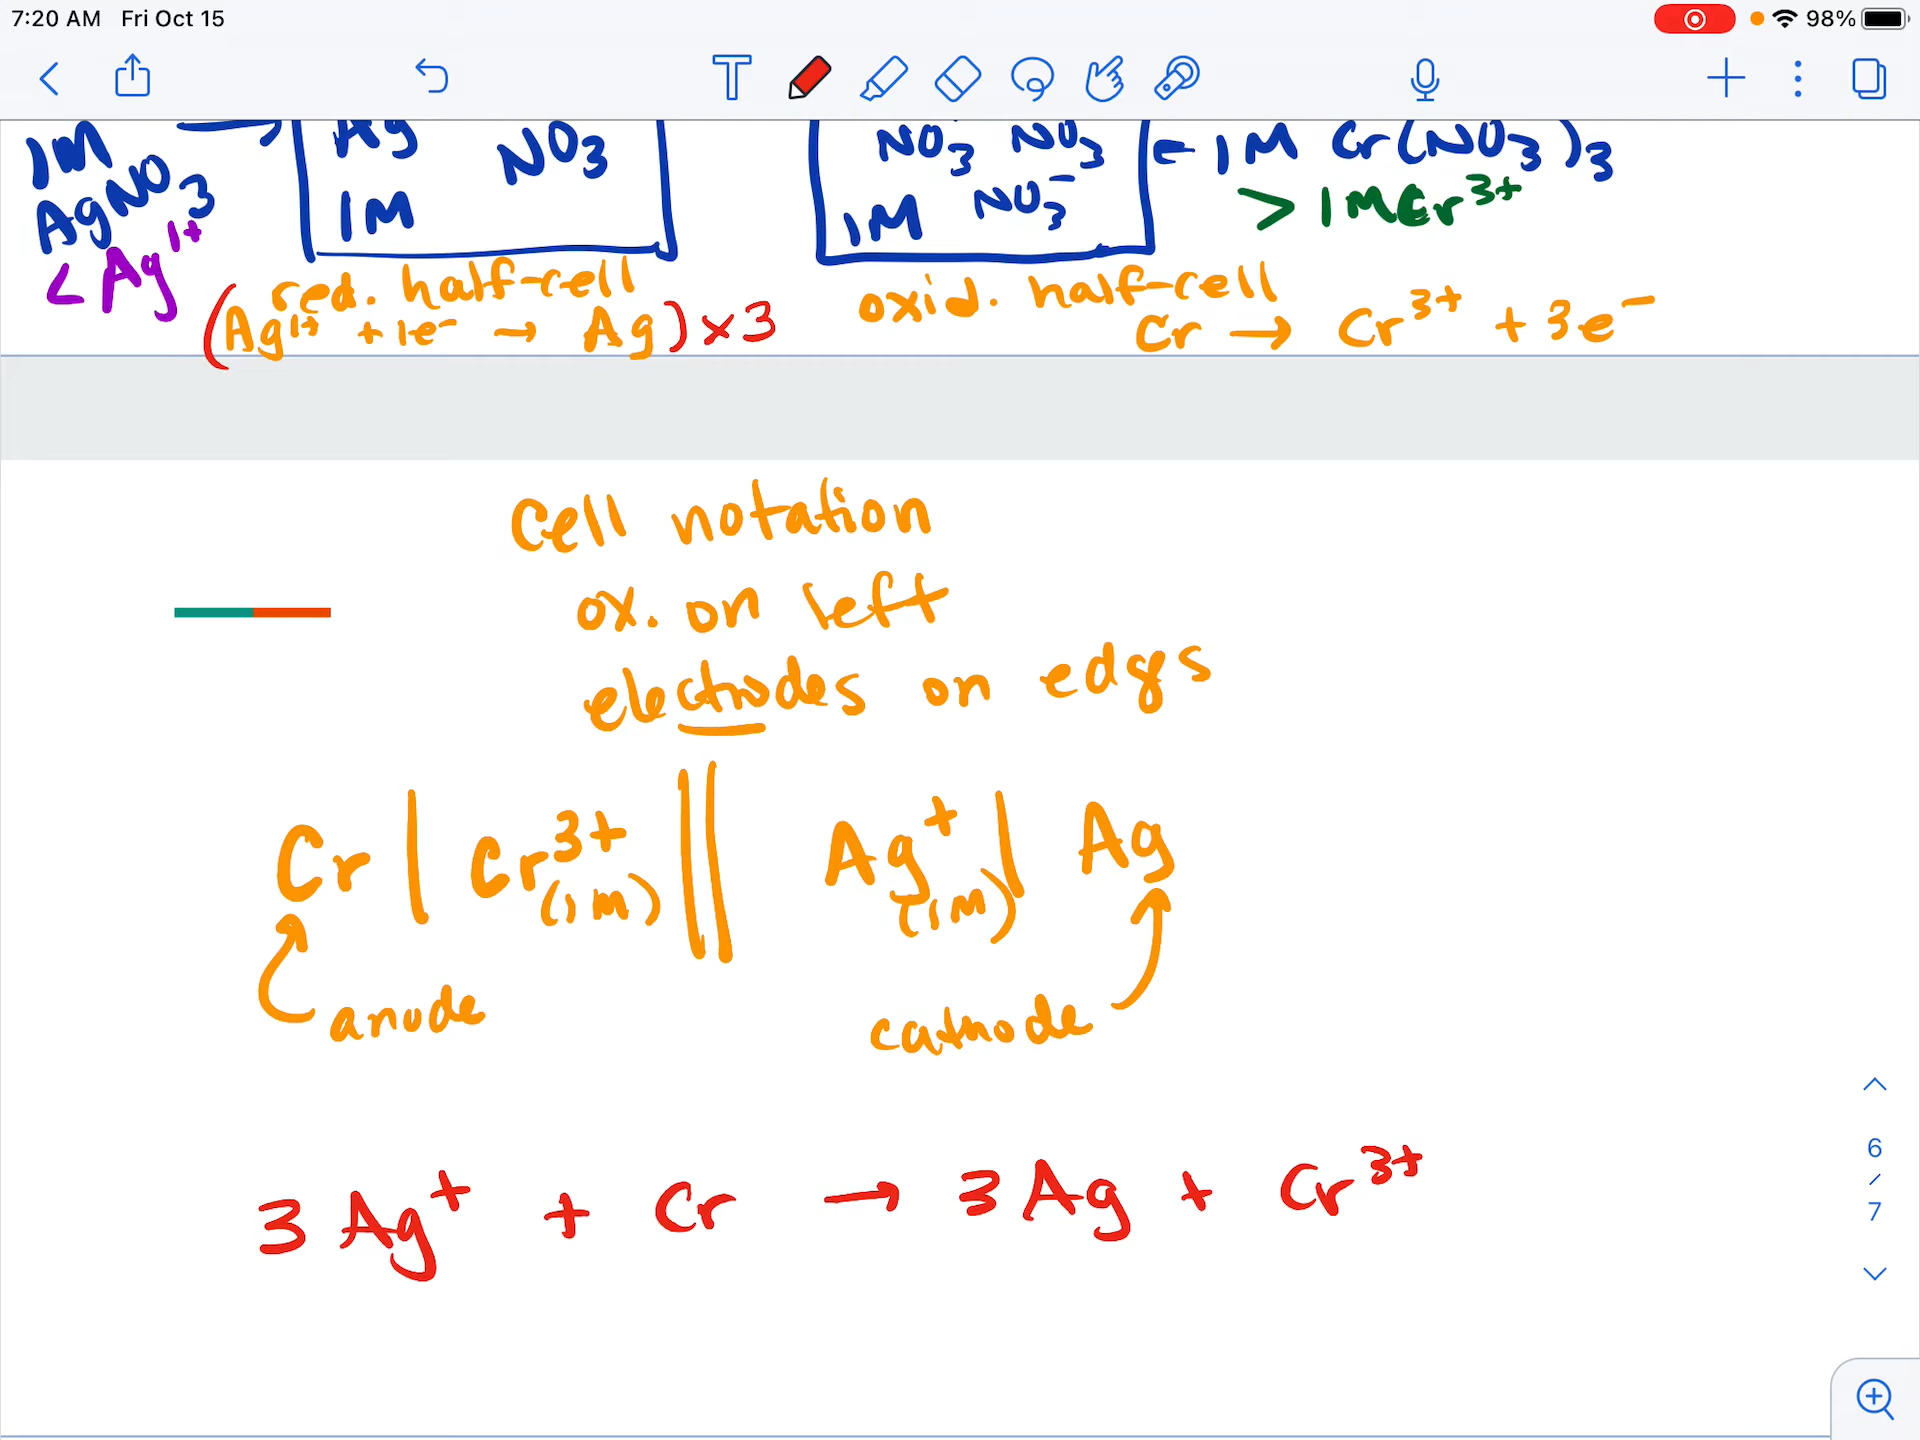 7:20 AM Fri Oct 15 98%
1M Ag NO3 NO3 NO3 ← 1M Cr(NO3)3
AgNO3 1M 1M NO3⁻ > 1M Cr³⁺
< Ag¹⁺
red. half-cell oxid. half-cell
(Ag¹⁺ + 1e⁻ → Ag) x 3 Cr → Cr³⁺ + 3e⁻
Cell notation
ox. on left
electrodes on edges
Cr | Cr³⁺ (1M) || Ag⁺ (1M) | Ag
anode cathode
3 Ag⁺ + Cr → 3 Ag + Cr³⁺
6
/
7